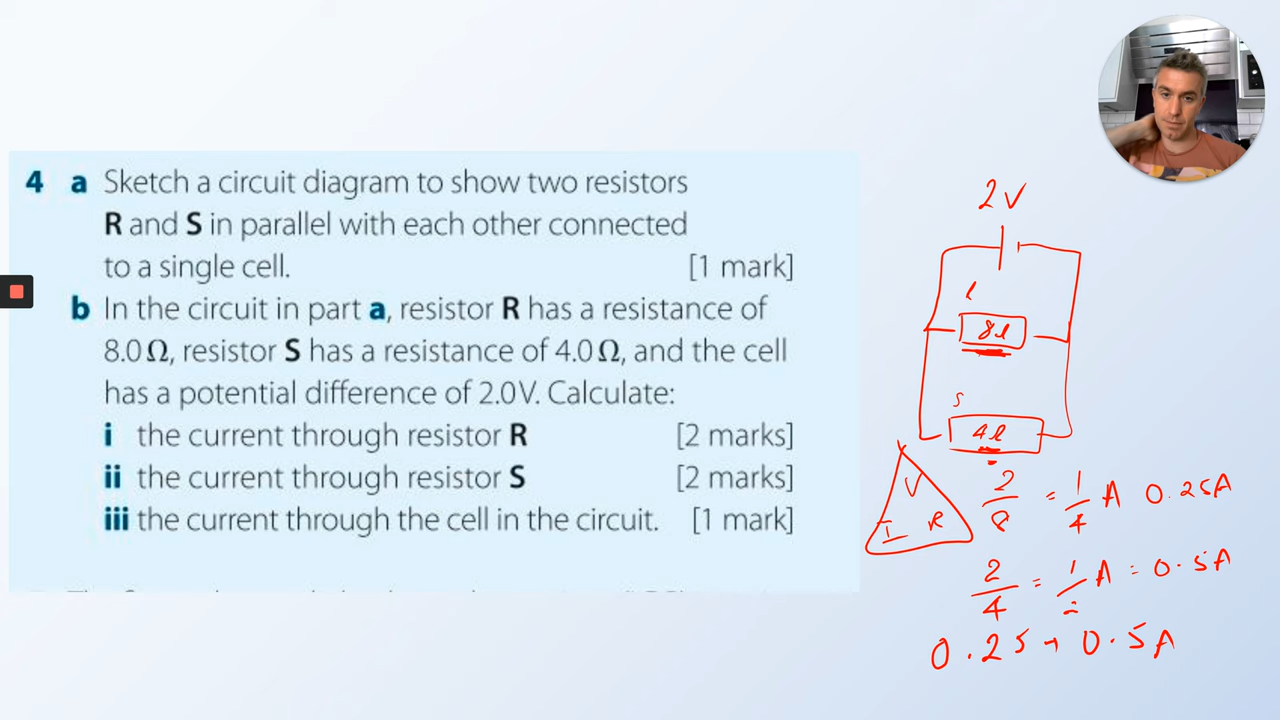 4 a Sketch a circuit diagram to show two resistors
R and S in parallel with each other connected
to a single cell. [1 mark]
b In the circuit in part a, resistor R has a resistance of
8.0 Ω, resistor S has a resistance of 4.0 Ω, and the cell
has a potential difference of 2.0 V. Calculate:
i the current through resistor R [2 marks]
ii the current through resistor S [2 marks]
iii the current through the cell in the circuit. [1 mark]
2V
8Ω
S
4Ω
V
I R
2/8 = 1/4 A 0.25A
2/4 = 1/2 A = 0.5A
0.25 + 0.5A